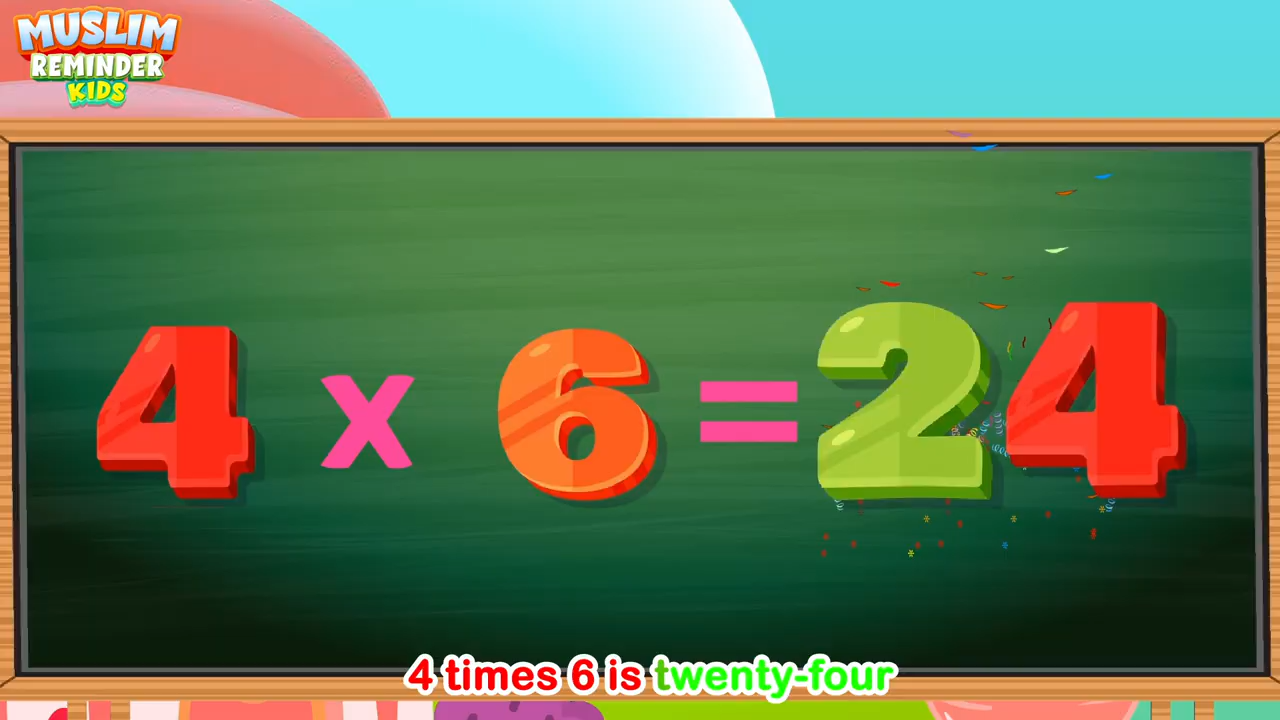 MUSLIM
REMINDER
KIDS
4 x 6 = 24
4 times 6 is twenty-four